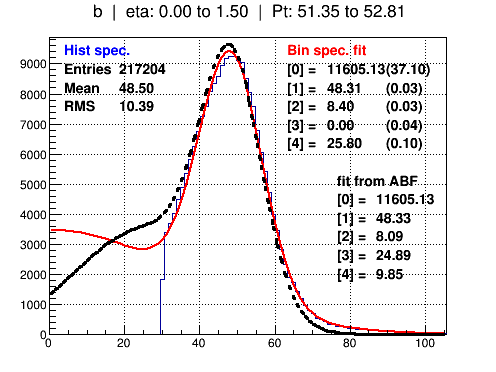 b | eta: 0.00 to 1.50 | Pt: 51.35 to 52.81
Hist spec.
Entries 217204
Mean 48.50
RMS 10.39
Bin spec. fit
[0] = 11605.13(37.10)
[1] = 48.31 (0.03)
[2] = 8.40 (0.03)
[3] = 0.00 (0.04)
[4] = 25.80 (0.10)
fit from ABF
[0] = 11605.13
[1] = 48.33
[2] = 8.09
[3] = 24.89
[4] = 9.85
9000
8000
7000
6000
5000
4000
3000
2000
1000
0
0 20 40 60 80 100